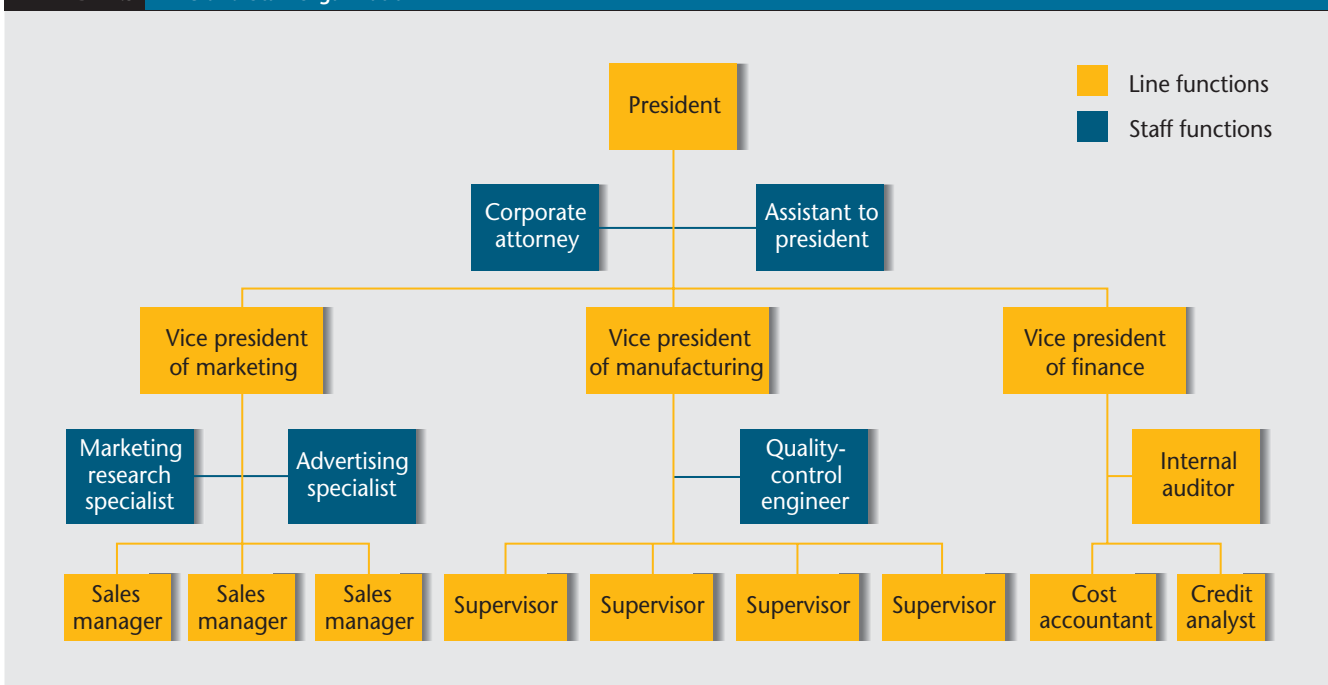 President
Line functions
Staff functions
Corporate
attorney
Assistant to
president
Vice president
of marketing
Vice president
of manufacturing
Vice president
of finance
Marketing
research
specialist
Advertising
specialist
Quality-
control
engineer
Internal
auditor
Sales
manager
Sales
manager
Sales
manager
Supervisor
Supervisor
Supervisor
Supervisor
Cost
accountant
Credit
analyst